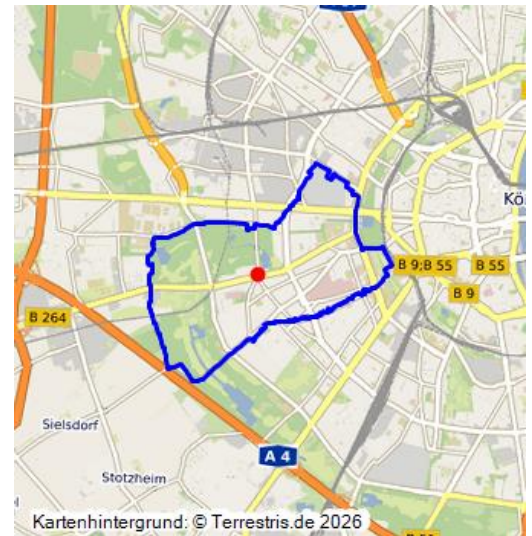 Kö
B 9;B 55
B 55
B 9
B 264
Sielsdorf
A 4
Stotzheim
Kartenhintergrund: © Terrestris.de 2026